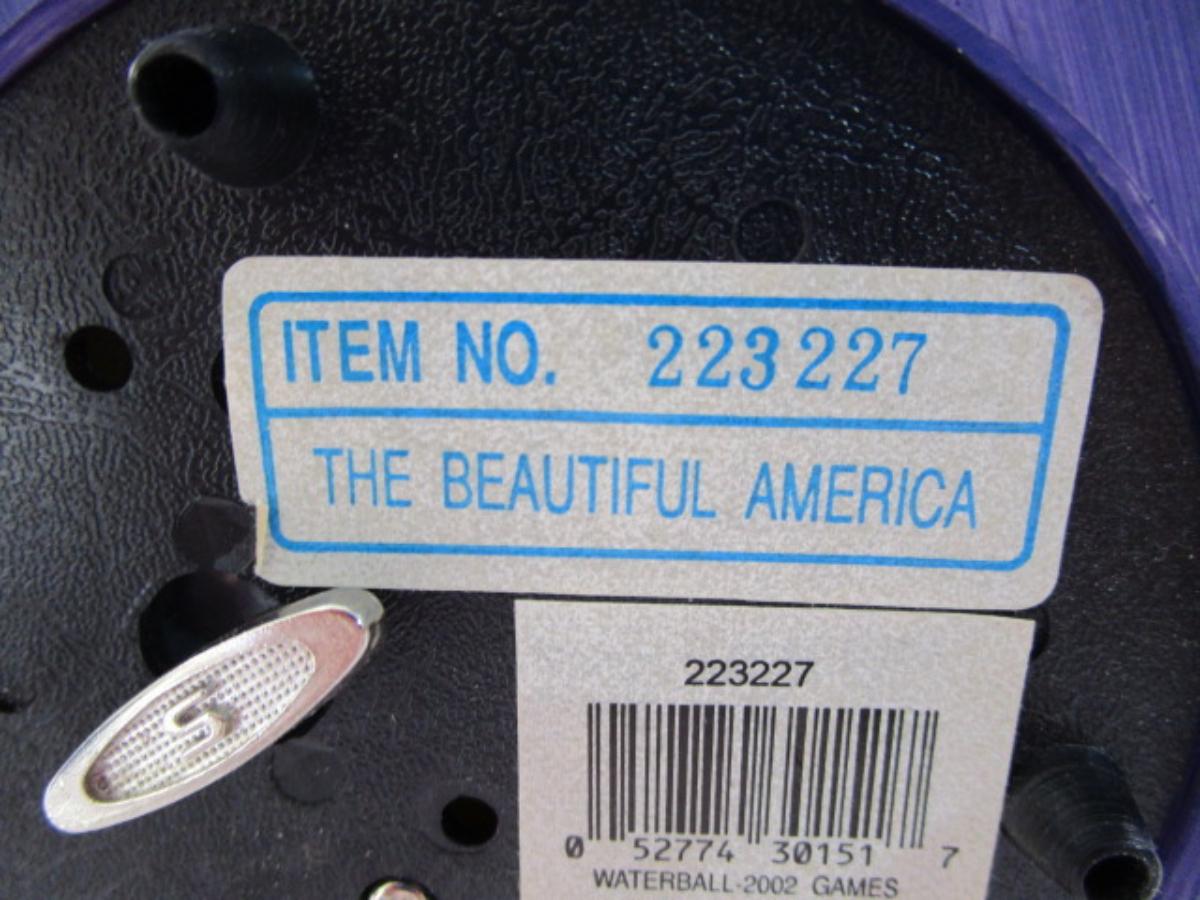 ITEM NO. 223227
THE BEAUTIFUL AMERICA
223227
0 52774 30151 7
WATERBALL-2002 GAMES